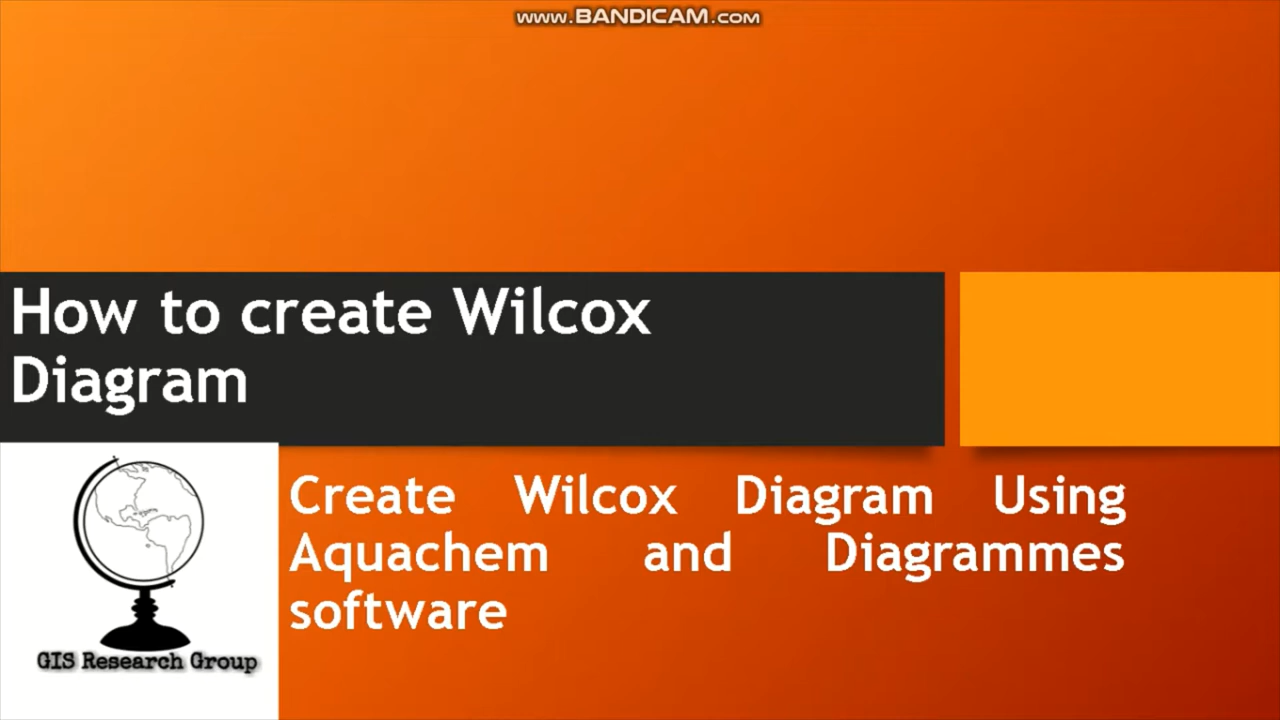 www.BANDICAM.com
How to create Wilcox
Diagram
Create Wilcox Diagram Using
Aquachem and Diagrammes
software
GIS Research Group